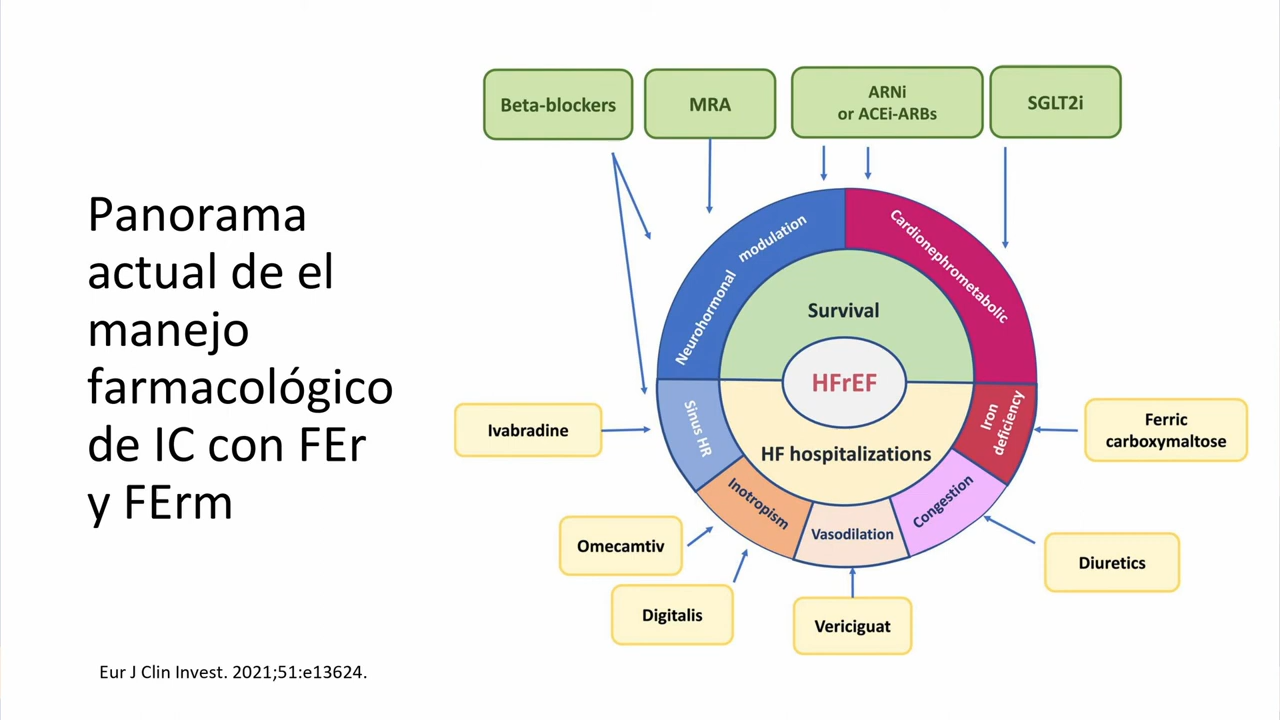 Panorama
actual de el
manejo
farmacológico
de IC con FEr
y FErm
Eur J Clin Invest. 2021;51:e13624.
Beta-blockers
MRA
ARNi
or ACEi-ARBs
SGLT2i
Neurohormonal modulation
Cardionephrometabolic
Survival
HFrEF
HF hospitalizations
Sinus HR
Inotropism
Vasodilation
Congestion
Iron
deficiency
Ivabradine
Omecamtiv
Digitalis
Vericiguat
Diuretics
Ferric
carboxymaltose